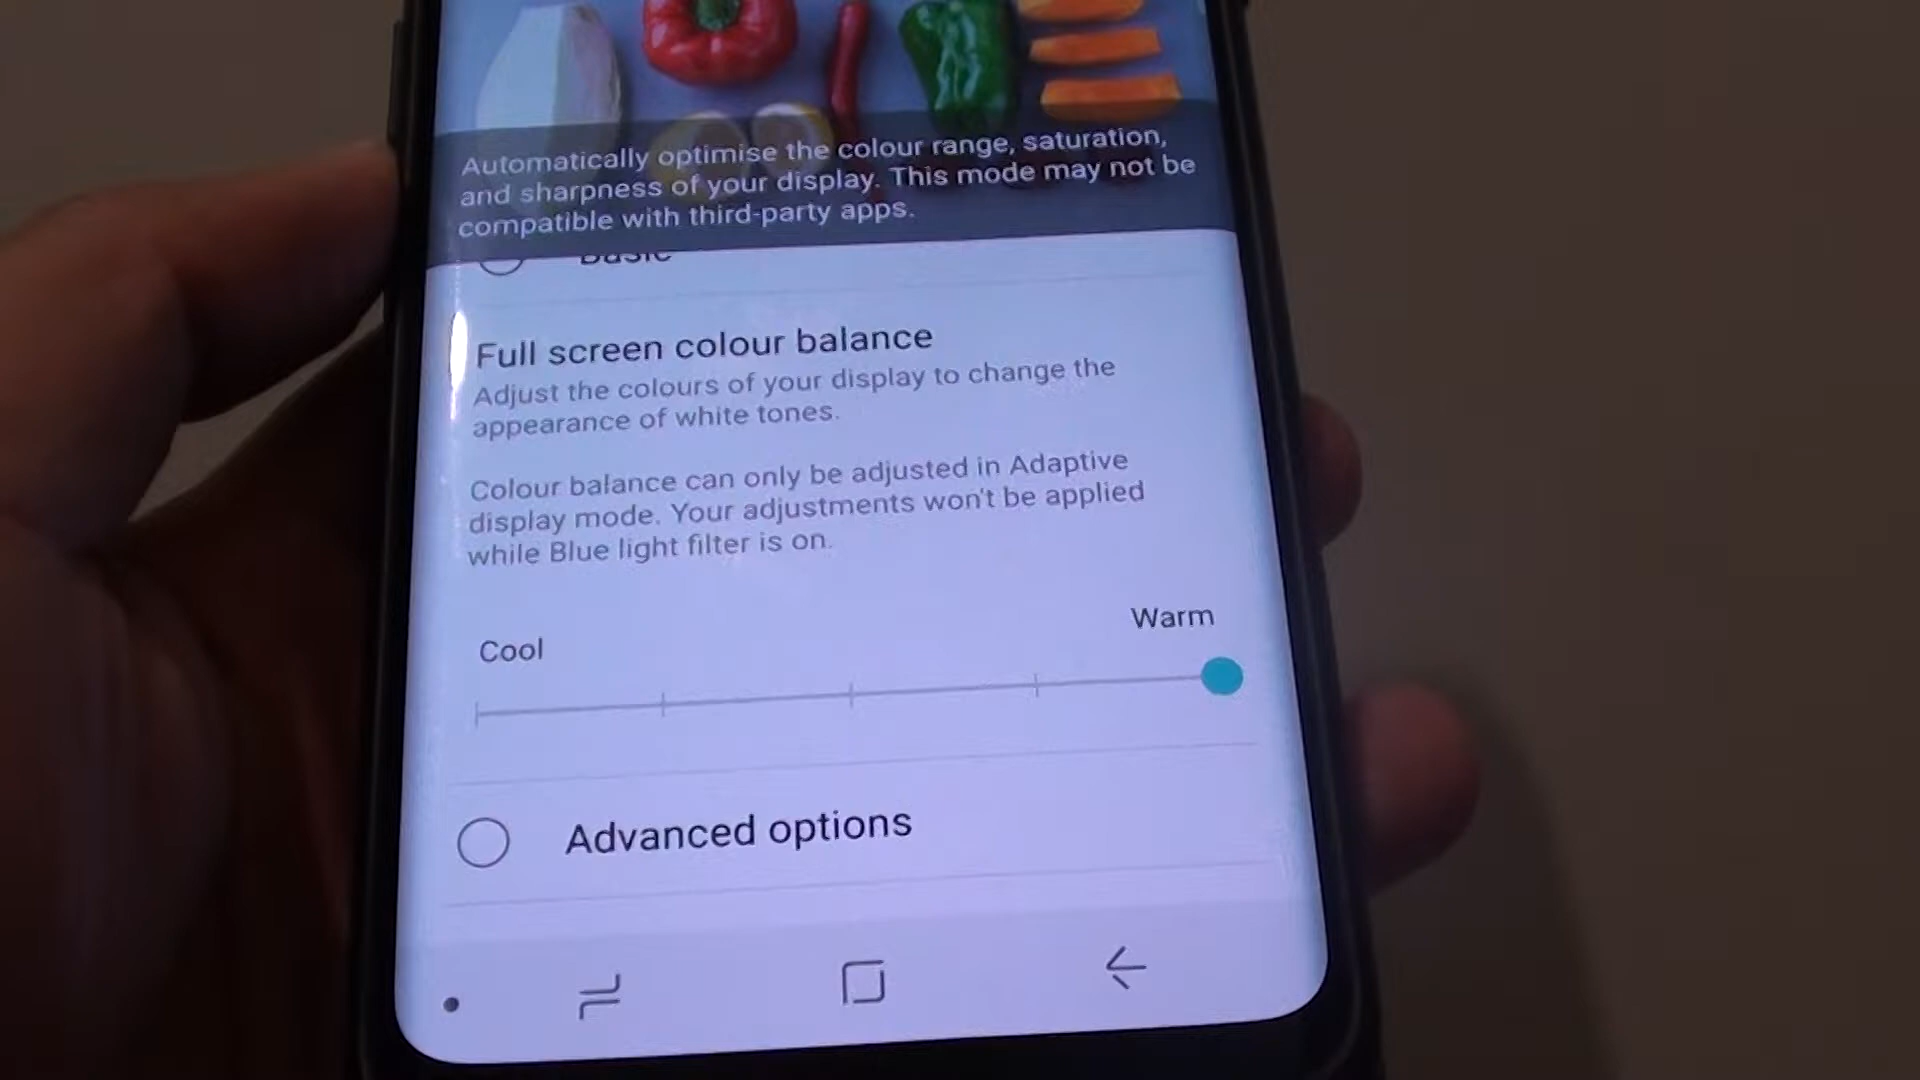 Automatically optimise the colour range, saturation,
and sharpness of your display. This mode may not be
compatible with third-party apps.
Basic
Full screen colour balance
Adjust the colours of your display to change the
appearance of white tones.
Colour balance can only be adjusted in Adaptive
display mode. Your adjustments won't be applied
while Blue light filter is on.
Warm
Cool
Advanced options